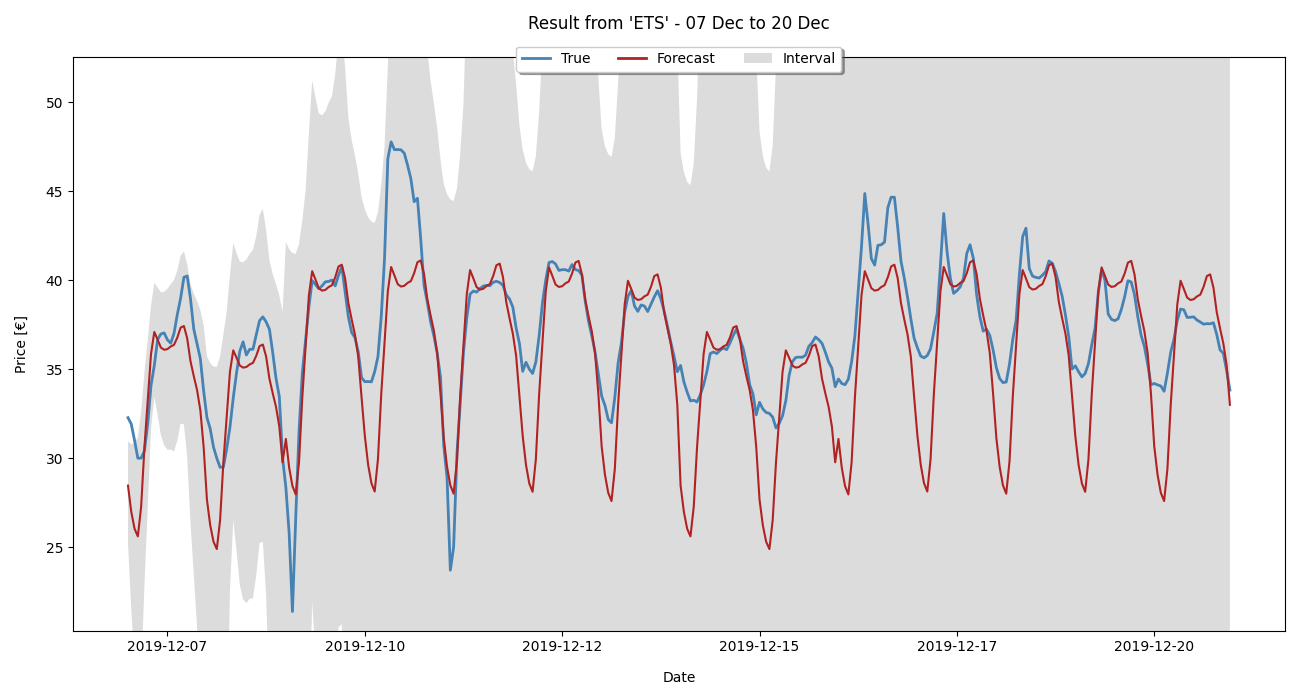 Result from 'ETS' - 07 Dec to 20 Dec
True Forecast Interval
50
45
40
35
30
25
Price [€]
2019-12-07 2019-12-10 2019-12-12 2019-12-15 2019-12-17 2019-12-20
Date